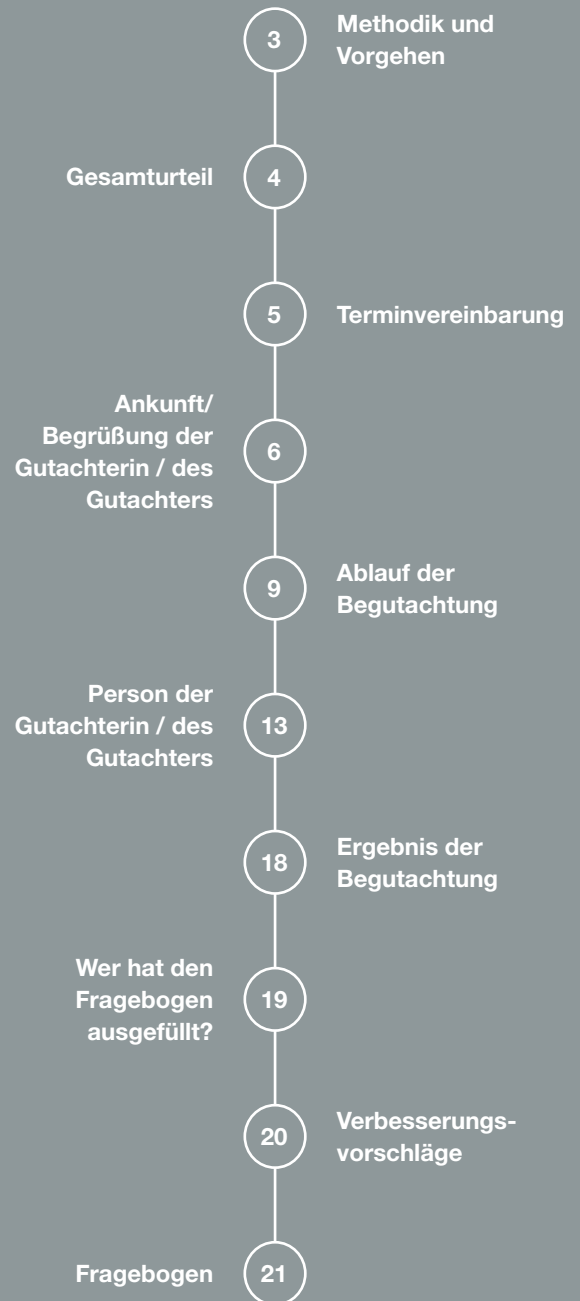 3
Methodik und
Vorgehen
Gesamturteil
4
5
Terminvereinbarung
Ankunft/
Begrüßung der
Gutachterin / des
Gutachters
6
9
Ablauf der
Begutachtung
Person der
Gutachterin / des
Gutachters
13
18
Ergebnis der
Begutachtung
Wer hat den
Fragebogen
ausgefüllt?
19
20
Verbesserungs-
vorschläge
Fragebogen
21